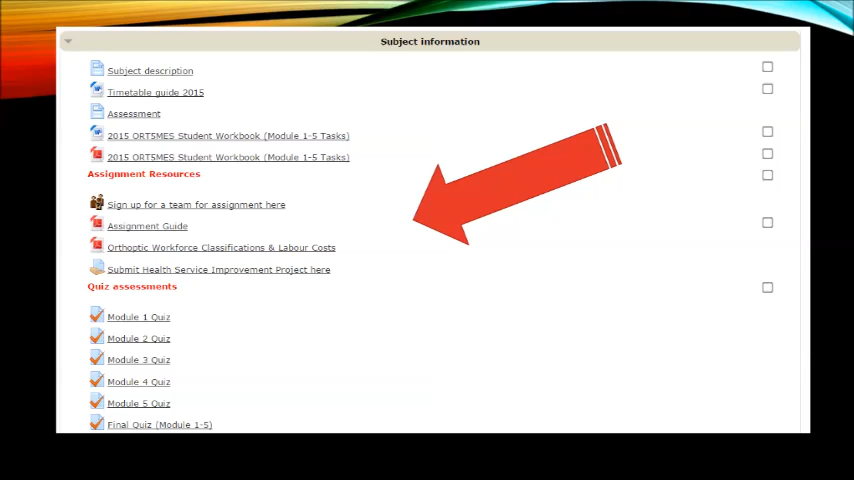 Subject information
Subject description
Timetable guide 2015
Assessment
2015 ORT5MES Student Workbook (Module 1-5 Tasks)
2015 ORT5MES Student Workbook (Module 1-5 Tasks)
Assignment Resources
Sign up for a team for assignment here
Assignment Guide
Orthoptic Workforce Classifications & Labour Costs
Submit Health Service Improvement Project here
Quiz assessments
Module 1 Quiz
Module 2 Quiz
Module 3 Quiz
Module 4 Quiz
Module 5 Quiz
Final Quiz (Module 1-5)